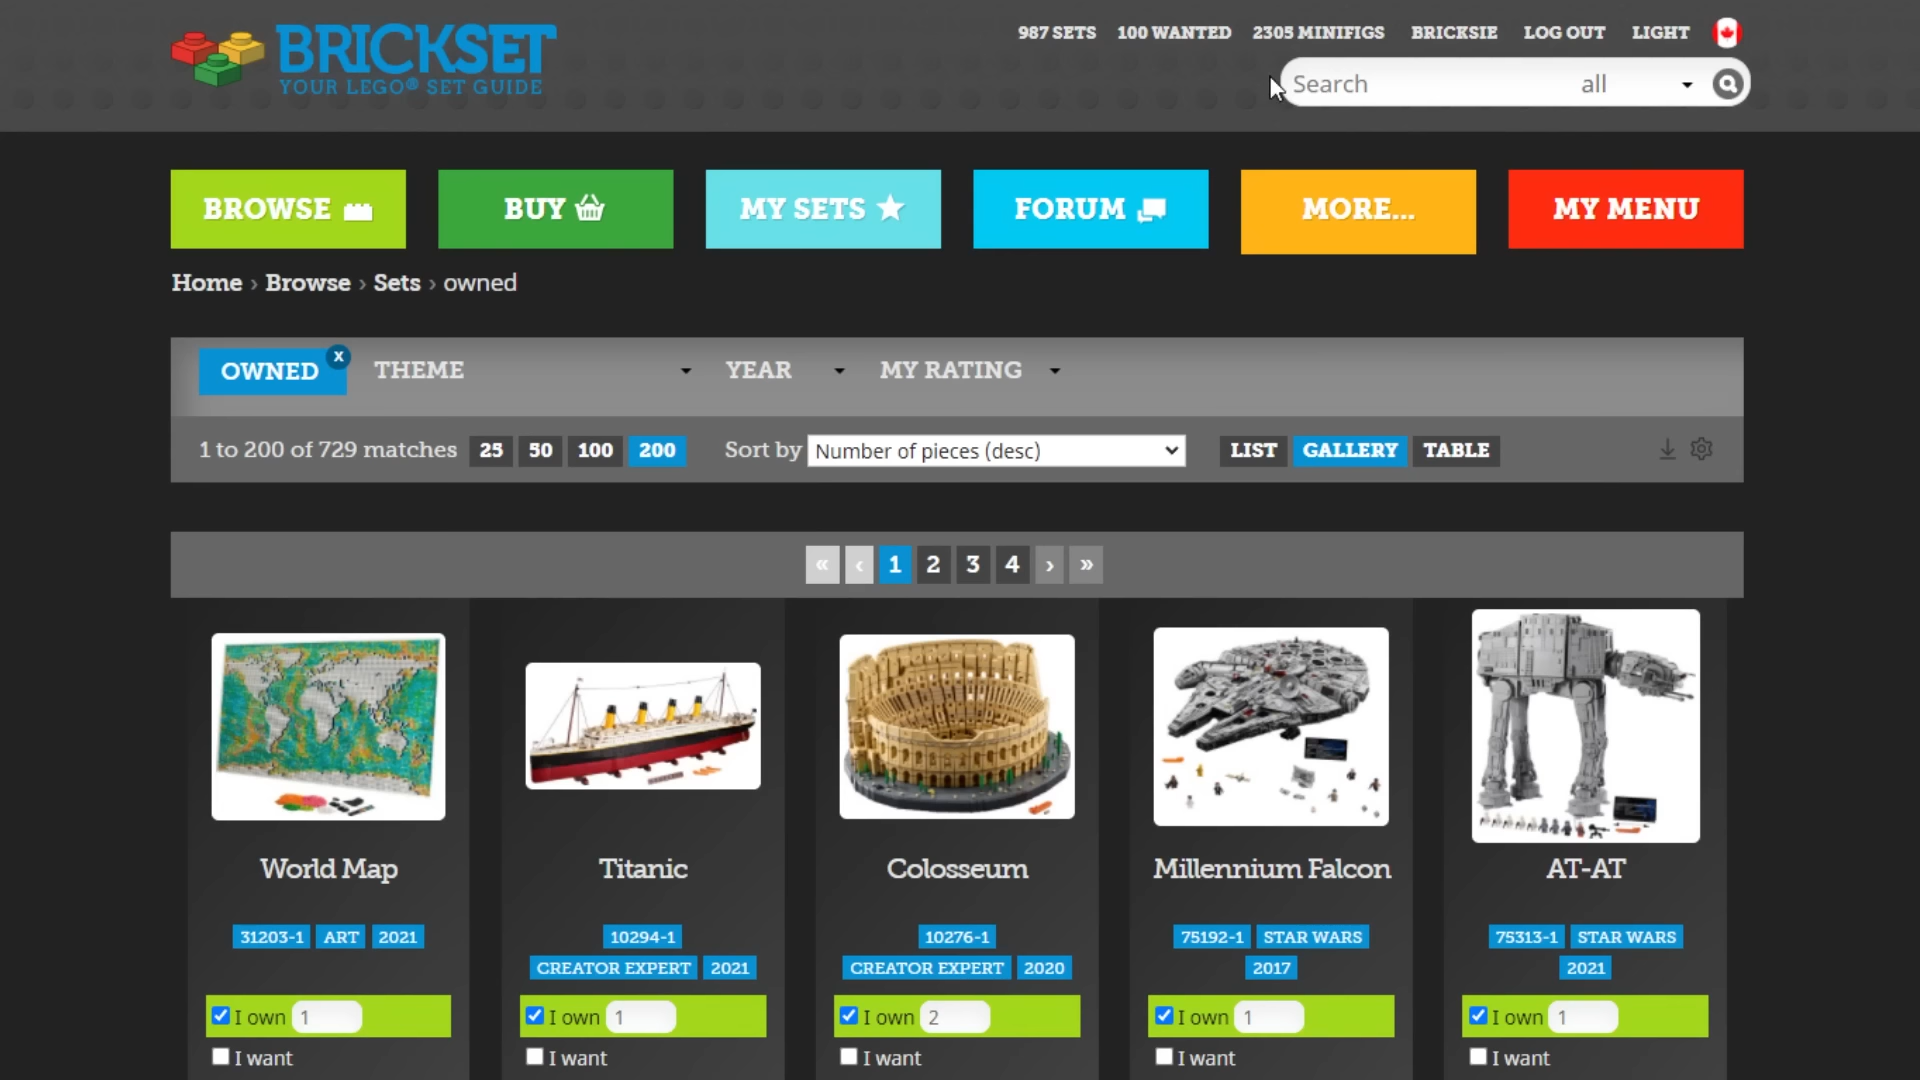 BRICKSET
YOUR LEGO® SET GUIDE
987 SETS 100 WANTED 2305 MINIFIGS BRICKSIE LOG OUT LIGHT
Search all
BROWSE BUY MY SETS FORUM MORE... MY MENU
Home › Browse › Sets › owned
OWNED x THEME YEAR MY RATING
1 to 200 of 729 matches 25 50 100 200 Sort by Number of pieces (desc) LIST GALLERY TABLE
« ‹ 1 2 3 4 › »
World Map Titanic Colosseum Millennium Falcon AT-AT
31203-1 ART 2021 10294-1 10276-1 75192-1 STAR WARS 75313-1 STAR WARS
CREATOR EXPERT 2021 CREATOR EXPERT 2020 2017 2021
I own 1 I own 1 I own 2 I own 1 I own 1
I want I want I want I want I want